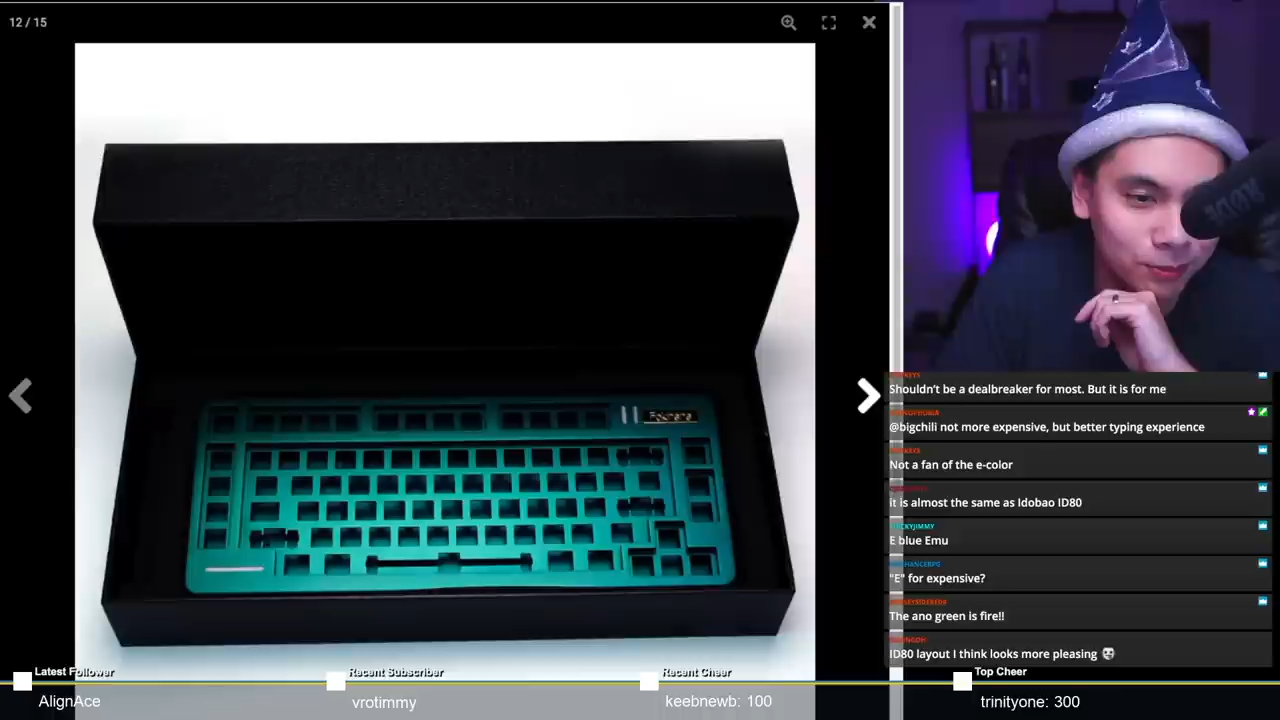 12 / 15
Shouldn't be a dealbreaker for most. But it is for me
@bigchili not more expensive, but better typing experience
Not a fan of the e-color
it is almost the same as Idobao ID80
E blue Emu
"E" for expensive?
The ano green is fire!!
ID80 layout I think looks more pleasing
Latest Follower
AlignAce
Recent Subscriber
vrotimmy
Recent Cheer
keebnewb: 100
Top Cheer
trinityone: 300